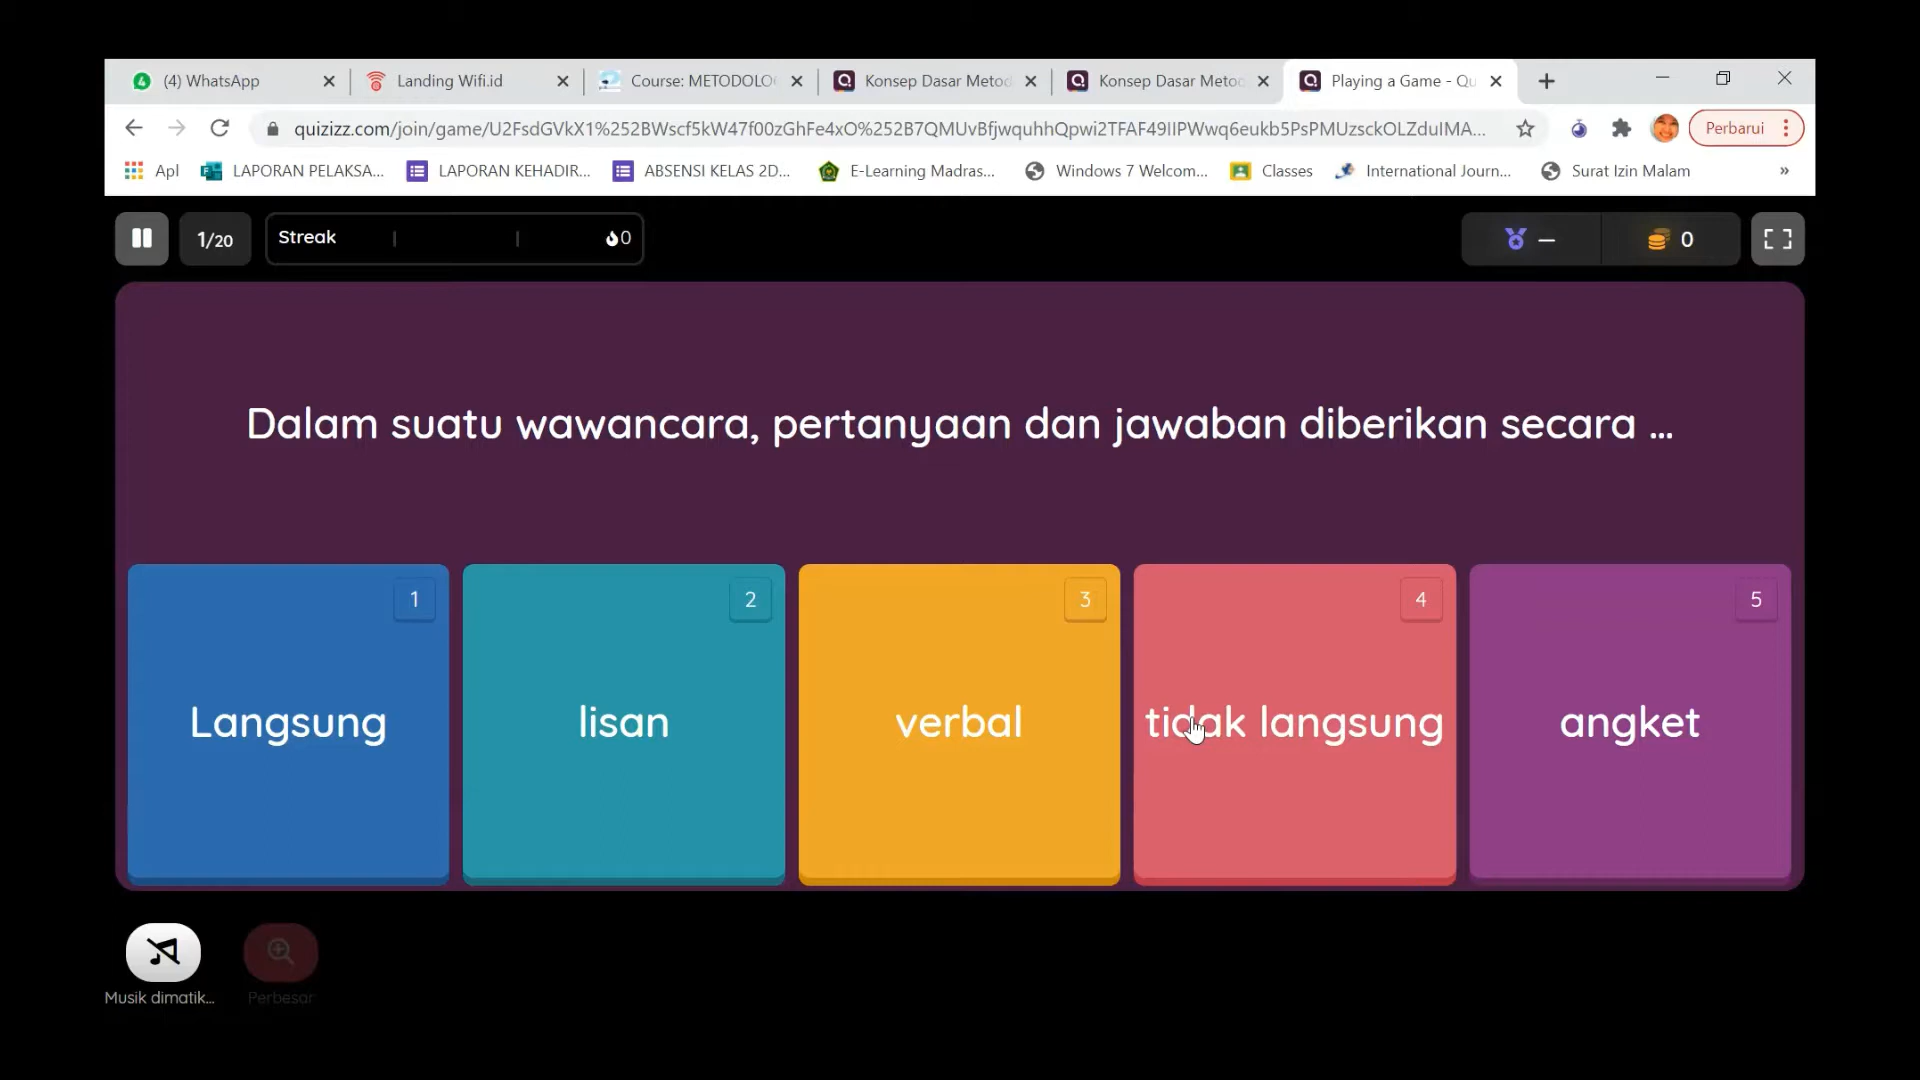 (4) WhatsApp
Landing Wifi.id
Course: METODOLO
Konsep Dasar Metod
Konsep Dasar Metod
Playing a Game - Qu
quizizz.com/join/game/U2FsdGVkX1%252BWscf5kW47f00zGhFe4xO%252B7QMUvBfjwquhhQpwi2TFAF49IIPWwq6eukb5PsPMUzsckOLZduIMA...
Perbarui
Apl
LAPORAN PELAKSA...
LAPORAN KEHADIR...
ABSENSI KELAS 2D...
E-Learning Madras...
Windows 7 Welcom...
Classes
International Journ...
Surat Izin Malam
»
1/20
Streak
0
—
0
Dalam suatu wawancara, pertanyaan dan jawaban diberikan secara ...
1
Langsung
2
lisan
3
verbal
4
tidak langsung
5
angket
Musik dimatik...
Perbesar